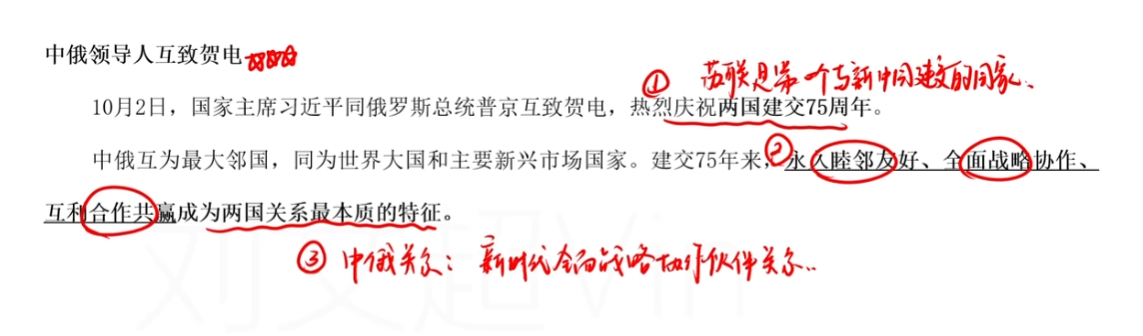 中俄领导人互致贺电
① 苏联是第一个与新中国建交的国家.
10月2日，国家主席习近平同俄罗斯总统普京互致贺电，热烈庆祝两国建交75周年。
中俄互为最大邻国，同为世界大国和主要新兴市场国家。建交75年来，②永久睦邻友好、全面战略协作、
互利合作共赢成为两国关系最本质的特征。
③ 中俄关系：新时代全面战略协作伙伴关系..
刘文超Vin